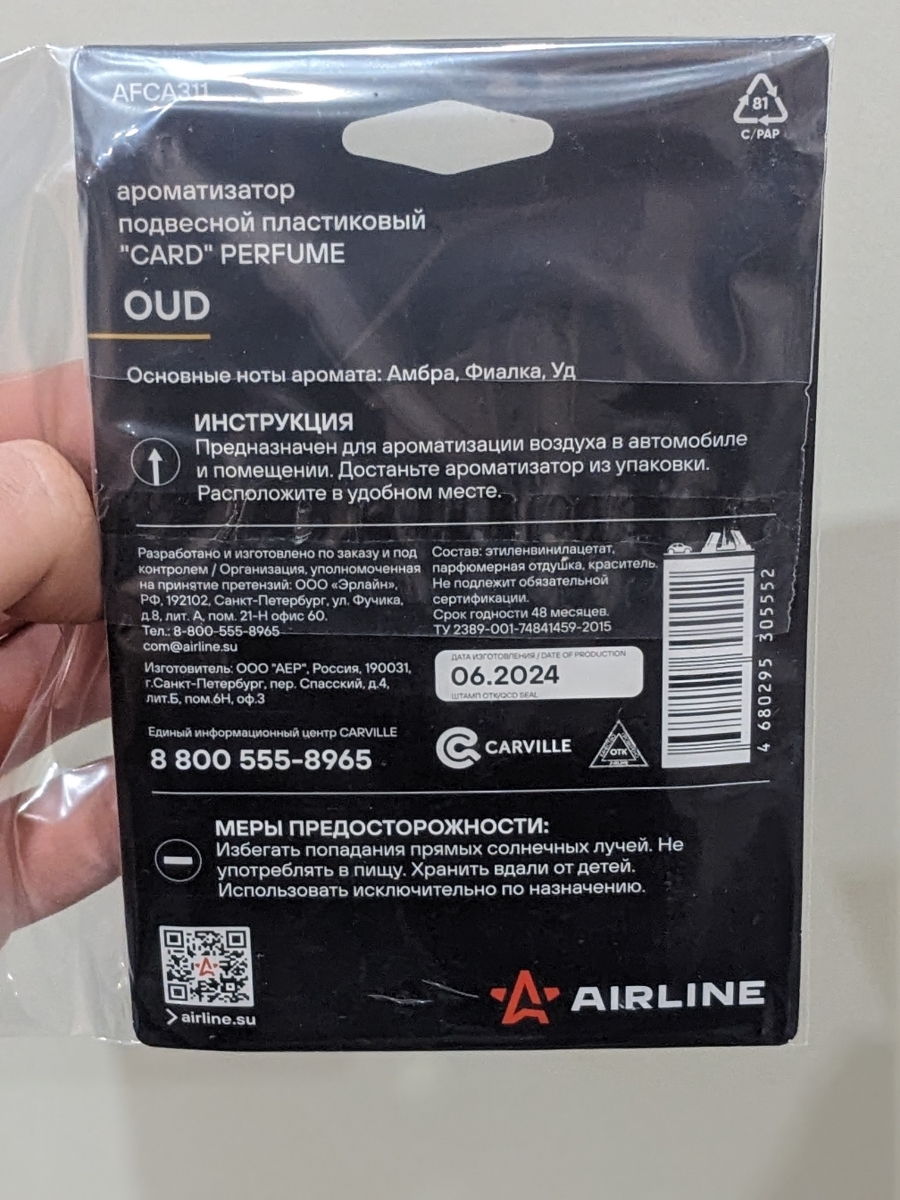 AFCA311
81
C/PAP
ароматизатор
подвесной пластиковый
"CARD" PERFUME
OUD
Основные ноты аромата: Амбра, Фиалка, Уд
ИНСТРУКЦИЯ
Предназначен для ароматизации воздуха в автомобиле
и помещении. Достаньте ароматизатор из упаковки.
Расположите в удобном месте.
Разработано и изготовлено по заказу и под
контролем / Организация, уполномоченная
на принятие претензий: ООО «Эрлайн»,
РФ, 192102, Санкт-Петербург, ул. Фучика,
д.8, лит. А, пом. 21-Н офис 60.
Тел.: 8-800-555-8965
com@airline.su
Изготовитель: ООО "АЕР", Россия, 190031,
г.Санкт-Петербург, пер. Спасский, д.4,
лит.Б, пом.6Н, оф.3
Единый информационный центр CARVILLE
8 800 555-8965
Состав: этиленвинилацетат,
парфюмерная отдушка, краситель.
Не подлежит обязательной
сертификации.
Срок годности 48 месяцев.
ТУ 2389-001-74841459-2015
ДАТА ИЗГОТОВЛЕНИЯ / DATE OF PRODUCTION
06.2024
ШТАМП ОТК/QCD SEAL
CARVILLE
ОТК
AIRLINE
4 680295 305552
МЕРЫ ПРЕДОСТОРОЖНОСТИ:
Избегать попадания прямых солнечных лучей. Не
употреблять в пищу. Хранить вдали от детей.
Использовать исключительно по назначению.
airline.su
AIRLINE